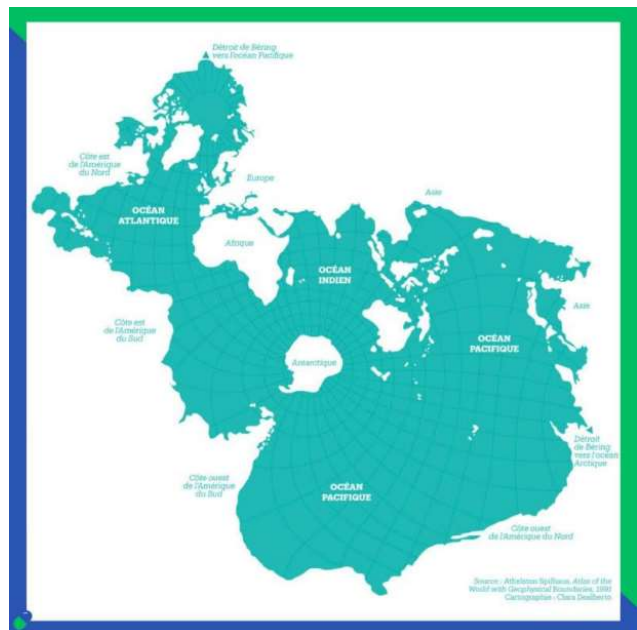 Détroit de Béring
vers l'océan Pacifique
Côte est
de l'Amérique
du Nord
Europe
Asie
OCÉAN
ATLANTIQUE
Afrique
OCÉAN
INDIEN
Asie
Côte est
de l'Amérique
du Sud
OCÉAN
PACIFIQUE
Antarctique
Détroit
de Béring
vers l'océan
Arctique
Côte ouest
de l'Amérique
du Sud
OCÉAN
PACIFIQUE
Côte ouest
de l'Amérique du Nord
Source : Athelstan Spilhaus, Atlas of the
World with Geophysical Boundaries, 1991
Cartographie : Clara Dealberto